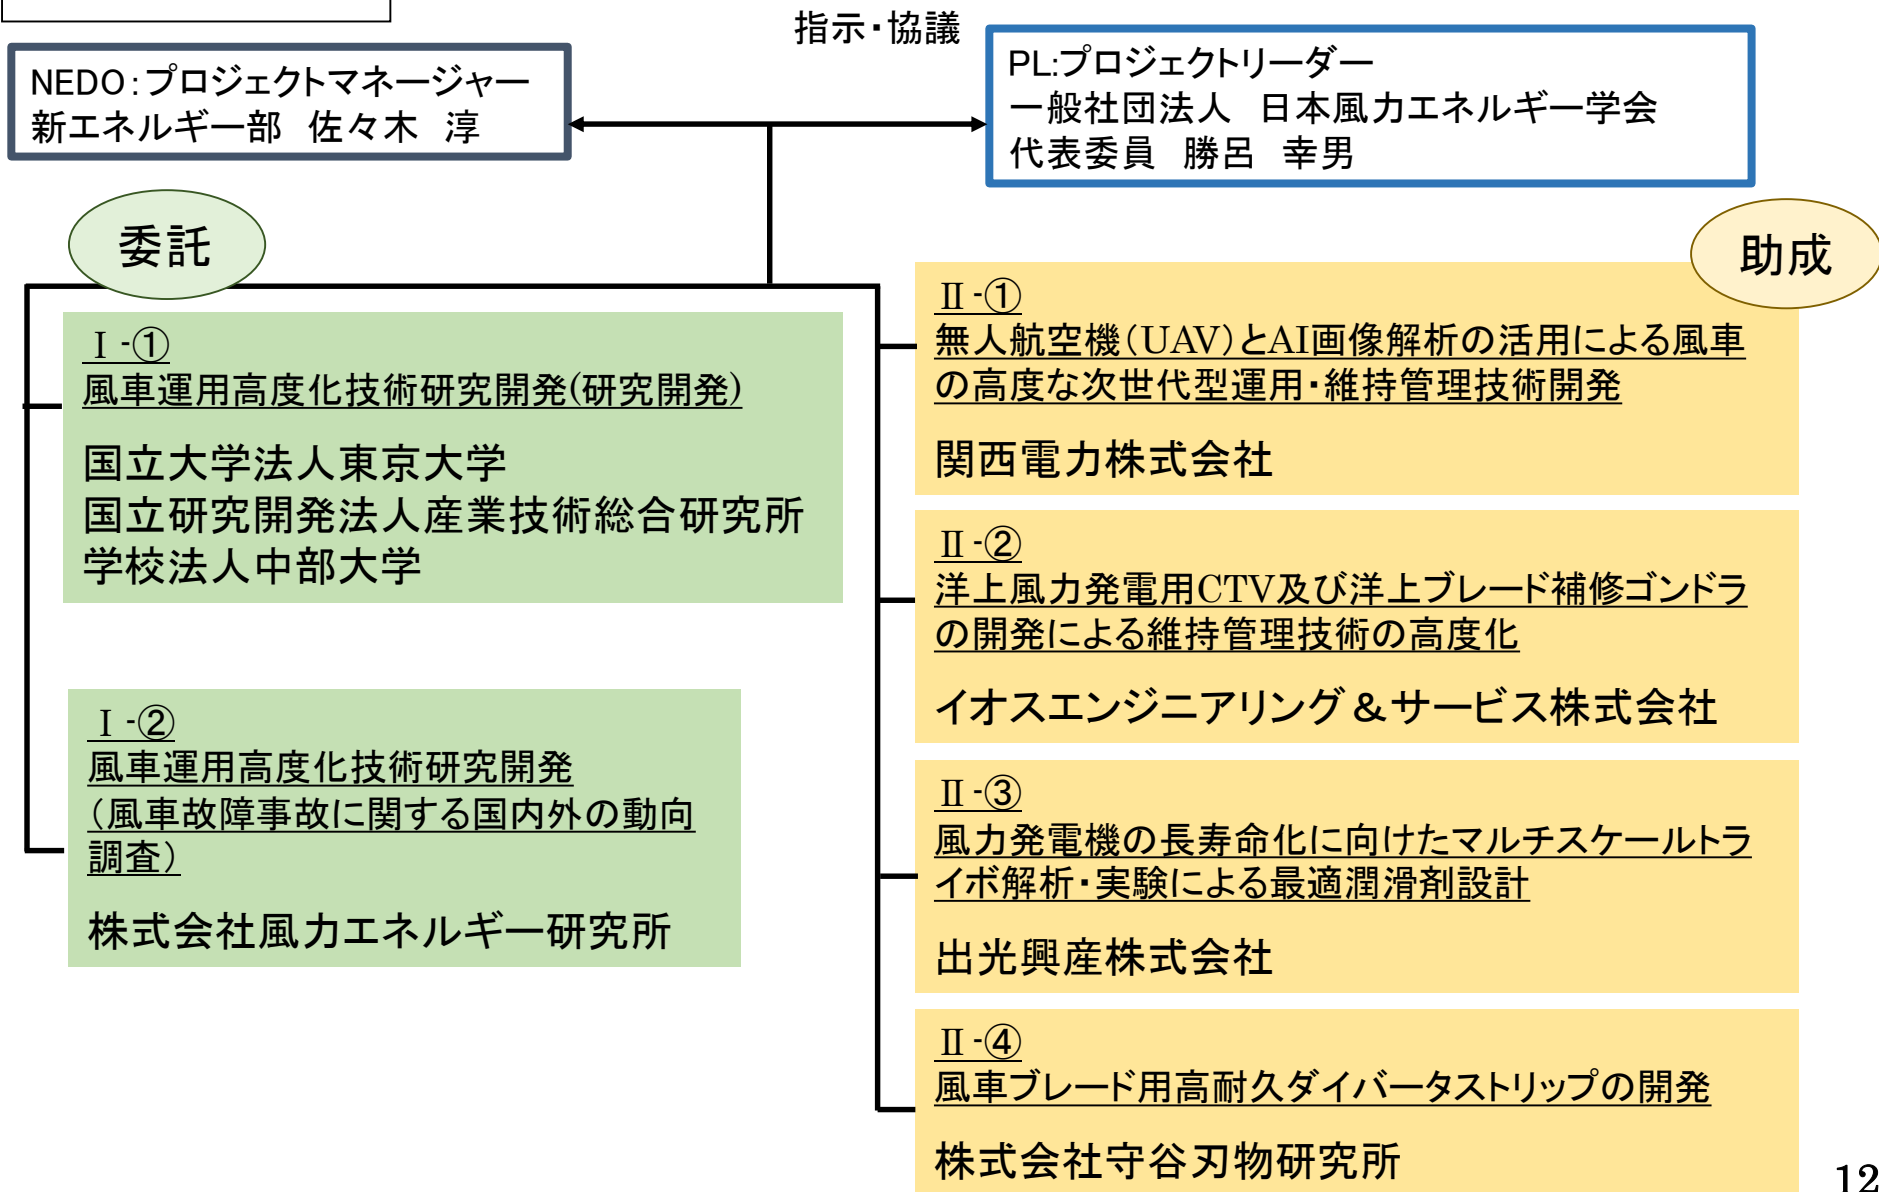 指示・協議
NEDO：プロジェクトマネージャー
新エネルギー部　佐々木　淳
PL:プロジェクトリーダー
一般社団法人　日本風力エネルギー学会
代表委員　勝呂　幸男
委託
助成
Ⅰ-①
風車運用高度化技術研究開発(研究開発)
国立大学法人東京大学
国立研究開発法人産業技術総合研究所
学校法人中部大学
Ⅰ-②
風車運用高度化技術研究開発
（風車故障事故に関する国内外の動向
調査）
株式会社風力エネルギー研究所
Ⅱ-①
無人航空機（UAV）とAI画像解析の活用による風車
の高度な次世代型運用・維持管理技術開発
関西電力株式会社
Ⅱ-②
洋上風力発電用CTV及び洋上ブレード補修ゴンドラ
の開発による維持管理技術の高度化
イオスエンジニアリング＆サービス株式会社
Ⅱ-③
風力発電機の長寿命化に向けたマルチスケールトラ
イボ解析・実験による最適潤滑剤設計
出光興産株式会社
Ⅱ-④
風車ブレード用高耐久ダイバータストリップの開発
株式会社守谷刃物研究所
12